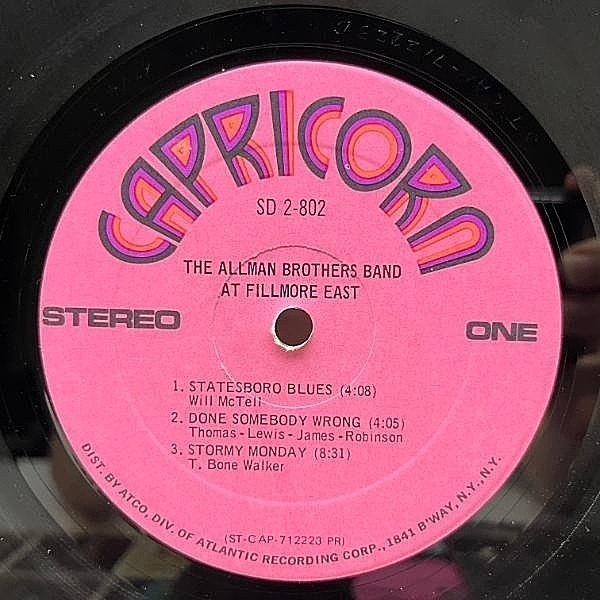 CAPRICORN
SD 2-802
THE ALLMAN BROTHERS BAND
AT FILLMORE EAST
STEREO
ONE
1. STATESBORO BLUES (4:08)
Will McTell
2. DONE SOMEBODY WRONG (4:05)
Thomas-Lewis-James-Robinson
3. STORMY MONDAY (8:31)
T. Bone Walker
(ST-C AP-712223 PR)
DIST. BY ATCO, DIV. OF ATLANTIC RECORDING CORP., 1841 B'WAY, N.Y., N.Y.